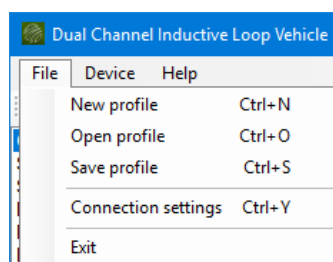 Dual Channel Inductive Loop Vehicle
File Device Help
New profile Ctrl+N
Open profile Ctrl+O
Save profile Ctrl+S
Connection settings Ctrl+Y
Exit